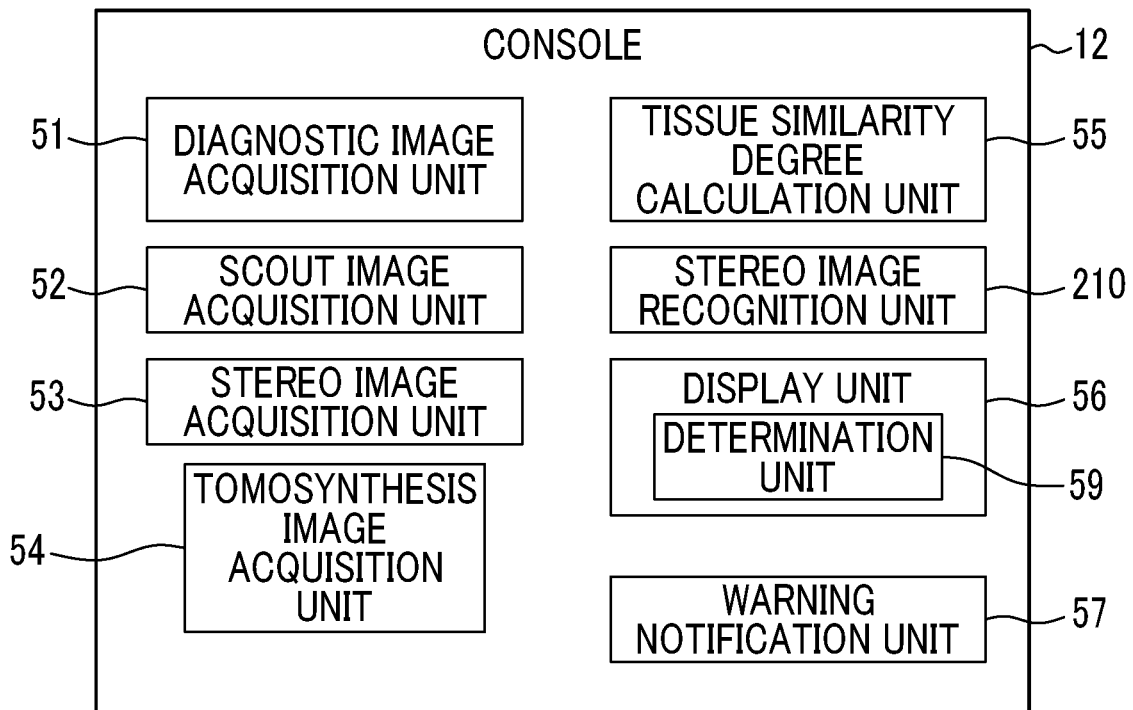 CONSOLE
12
51
DIAGNOSTIC IMAGE
ACQUISITION UNIT
52
SCOUT IMAGE
ACQUISITION UNIT
53
STEREO IMAGE
ACQUISITION UNIT
54
TOMOSYNTHESIS
IMAGE
ACQUISITION
UNIT
TISSUE SIMILARITY
DEGREE
CALCULATION UNIT
55
STEREO IMAGE
RECOGNITION UNIT
210
DISPLAY UNIT
56
DETERMINATION
UNIT
59
WARNING
NOTIFICATION UNIT
57